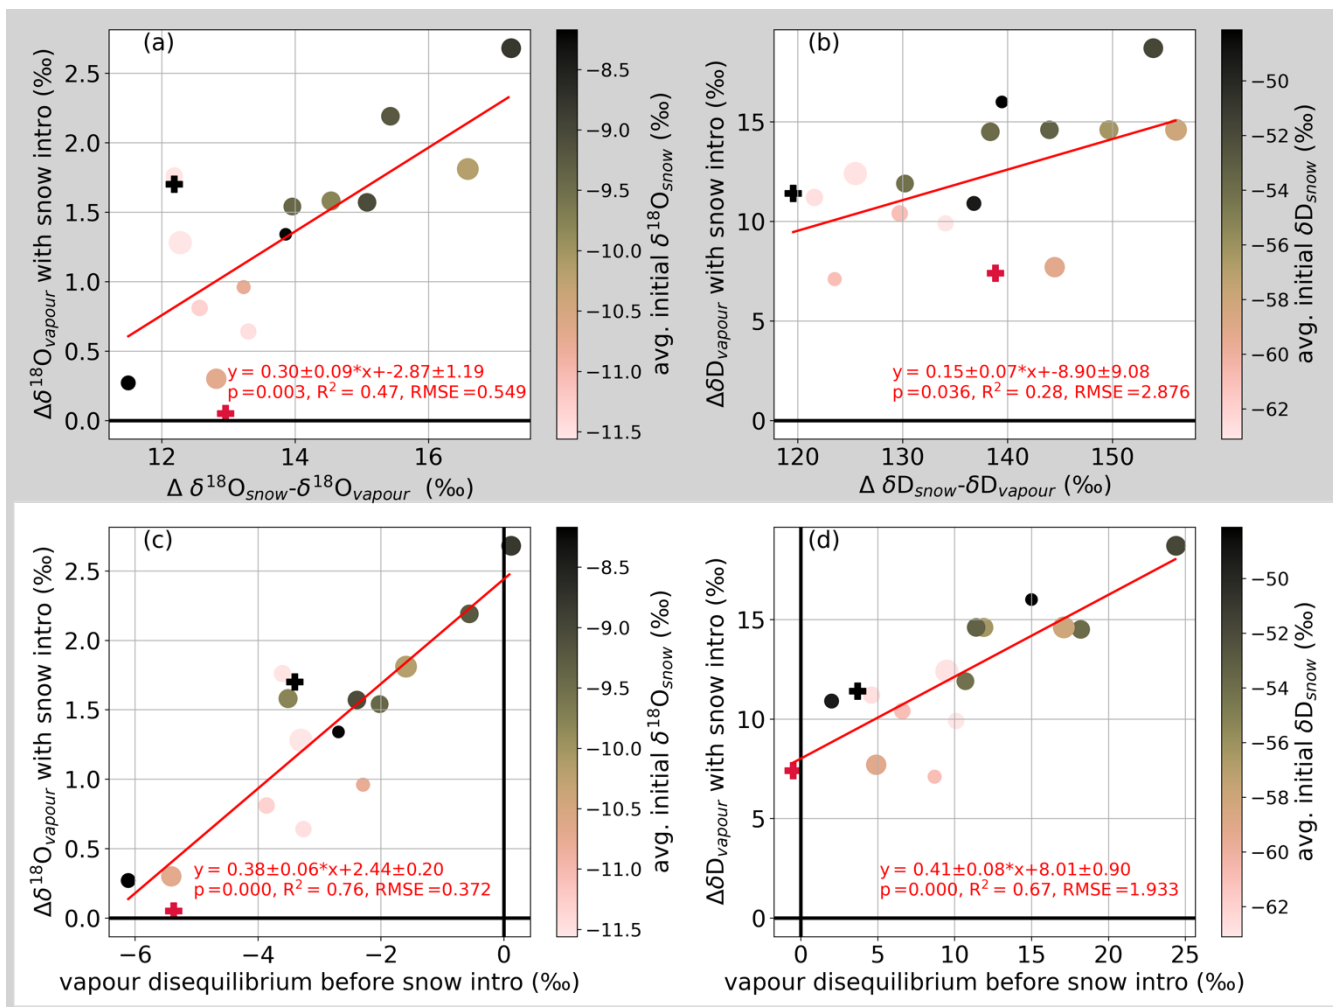 (a)
Δδ¹⁸O_vapour with snow intro (‰)
2.5
2.0
1.5
1.0
0.5
0.0
y= 0.30±0.09*x+-2.87±1.19
p=0.003, R² = 0.47, RMSE=0.549
12 14 16
Δ δ¹⁸O_snow-δ¹⁸O_vapour (‰)
−8.5
−9.0
−9.5
−10.0
−10.5
−11.0
−11.5
avg. initial δ¹⁸O_snow (‰)
(b)
ΔδD_vapour with snow intro (‰)
15
10
5
0
y= 0.15±0.07*x+-8.90±9.08
p=0.036, R² = 0.28, RMSE=2.876
120 130 140 150
Δ δD_snow-δD_vapour (‰)
−50
−52
−54
−56
−58
−60
−62
avg. initial δD_snow (‰)
(c)
Δδ¹⁸O_vapour with snow intro (‰)
2.5
2.0
1.5
1.0
0.5
0.0
y= 0.38±0.06*x+2.44±0.20
p=0.000, R² = 0.76, RMSE=0.372
−6 −4 −2 0
vapour disequilibrium before snow intro (‰)
−8.5
−9.0
−9.5
−10.0
−10.5
−11.0
−11.5
avg. initial δ¹⁸O_snow (‰)
(d)
ΔδD_vapour with snow intro (‰)
15
10
5
0
y= 0.41±0.08*x+8.01±0.90
p=0.000, R² = 0.67, RMSE=1.933
0 5 10 15 20 25
vapour disequilibrium before snow intro (‰)
−50
−52
−54
−56
−58
−60
−62
avg. initial δD_snow (‰)